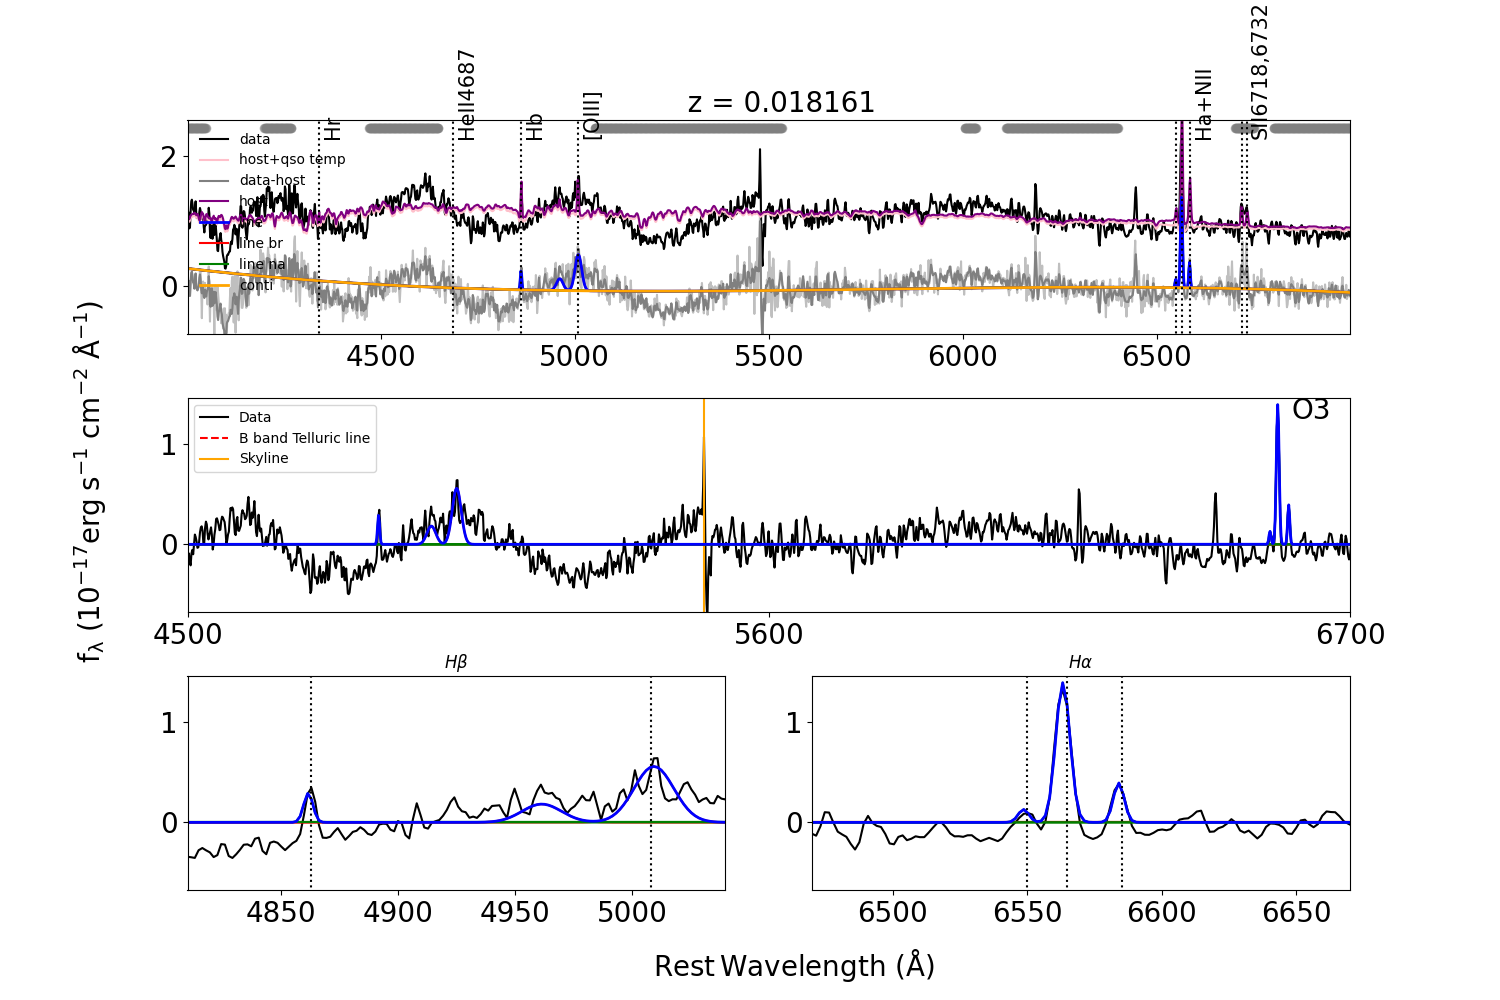 z = 0.018161
Hr
HeII4687
Hb
[OIII]
Ha+NII
SII6718,6732
data
host+qso temp
data-host
line br
line na
conti
2
0
4500
5000
5500
6000
6500
Data
B band Telluric line
Skyline
O3
1
0
4500
5600
6700
Hβ
Hα
1
0
4850
4900
4950
5000
1
0
6500
6550
6600
6650
fλ (10⁻¹⁷erg s⁻¹ cm⁻² Å⁻¹)
Rest Wavelength (Å)